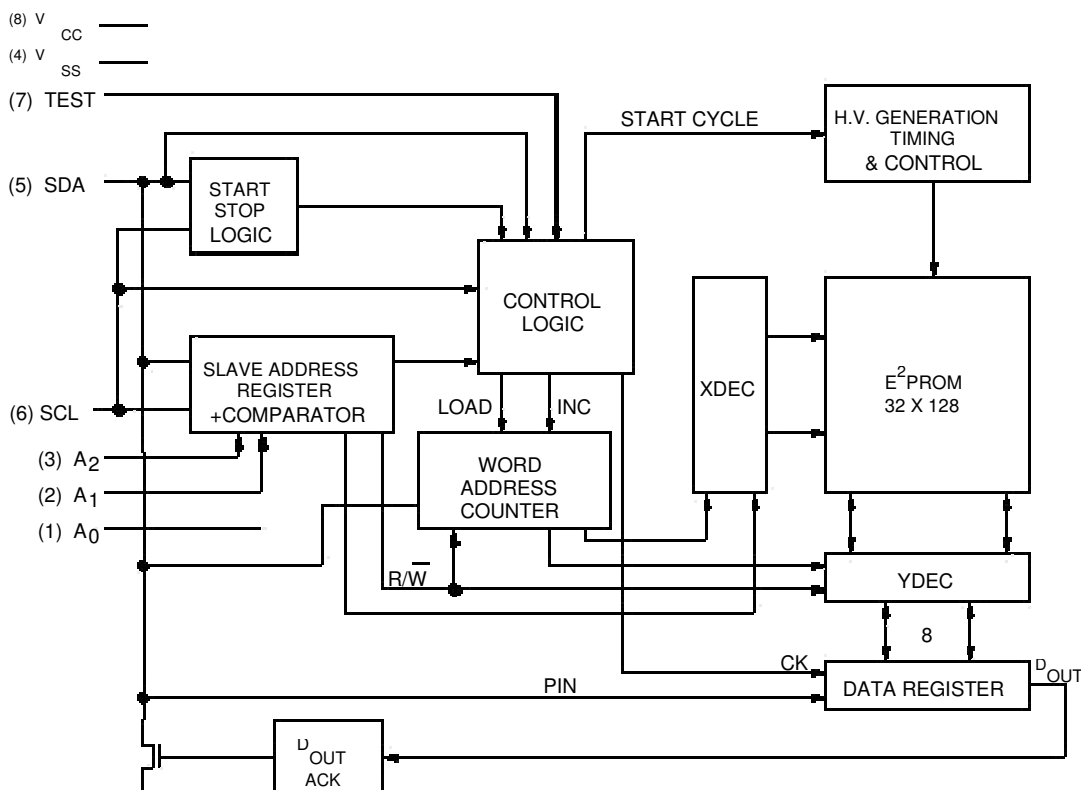 (8) V
CC
(4) V
SS
(7) TEST
START CYCLE
H.V. GENERATION
TIMING
& CONTROL
(5) SDA
START
STOP
LOGIC
CONTROL
LOGIC
SLAVE ADDRESS
REGISTER
+COMPARATOR
XDEC
E2PROM
32 X 128
(6) SCL
LOAD
INC
(3) A2
(2) A1
(1) A0
WORD
ADDRESS
COUNTER
R/W̅
YDEC
8
CK
PIN
DATA REGISTER
D
OUT
D
OUT
ACK